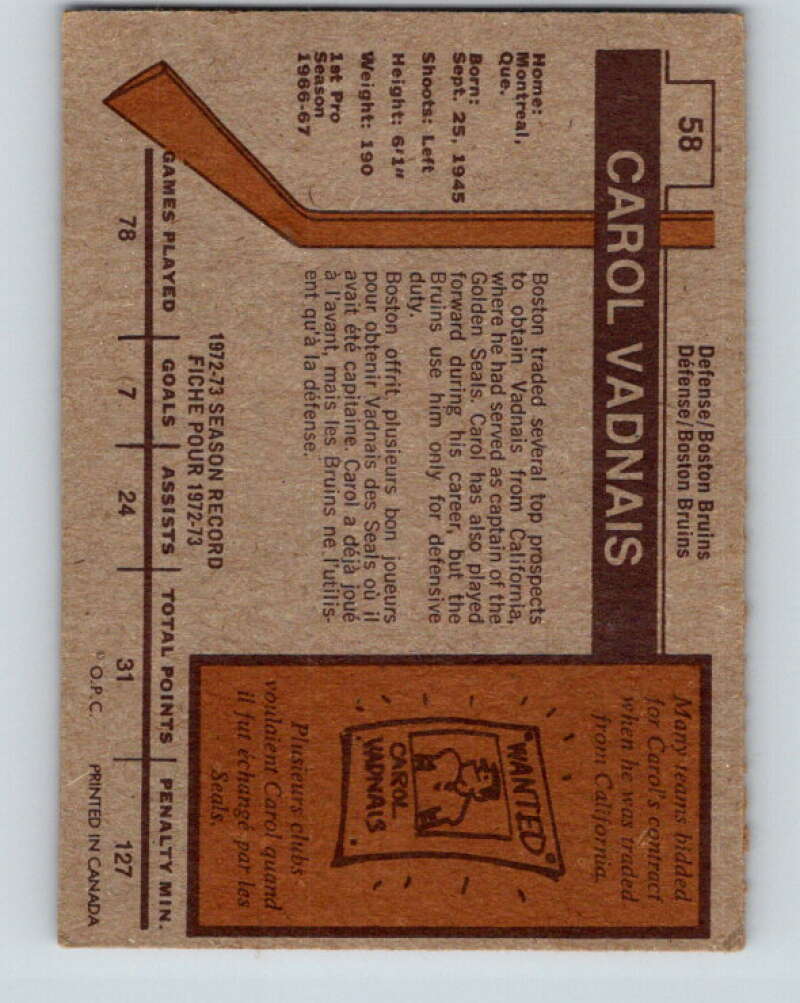 58
Defense/Boston Bruins
Défense/Boston Bruins
CAROL VADNAIS
Home:
Montreal,
Que.
Born:
Sept. 25, 1945
Shoots: Left
Height: 6'1"
Weight: 190
1st Pro
Season
1966-67
Boston traded several top prospects
to obtain Vadnais from California,
where he had served as captain of the
Golden Seals. Carol has also played
forward during his career, but the
Bruins use him only for defensive
duty.
Boston offrit, plusieurs bon joueurs
pour obtenir Vadnais des Seals où il
avait été capitaine. Carol a déjà joué
à l'avant, mais les Bruins ne l'utilis-
ent qu'à la défense.
Many teams bidded
for Carol's contract
when he was traded
from California.
WANTED
CAROL
VADNAIS
Plusieurs clubs
voulaient Carol quand
il fut échangé par les
Seals.
1972-73 SEASON RECORD
FICHE POUR 1972-73
GAMES PLAYED GOALS ASSISTS TOTAL POINTS PENALTY MIN.
78 7 24 31 127
© O.P.C. PRINTED IN CANADA